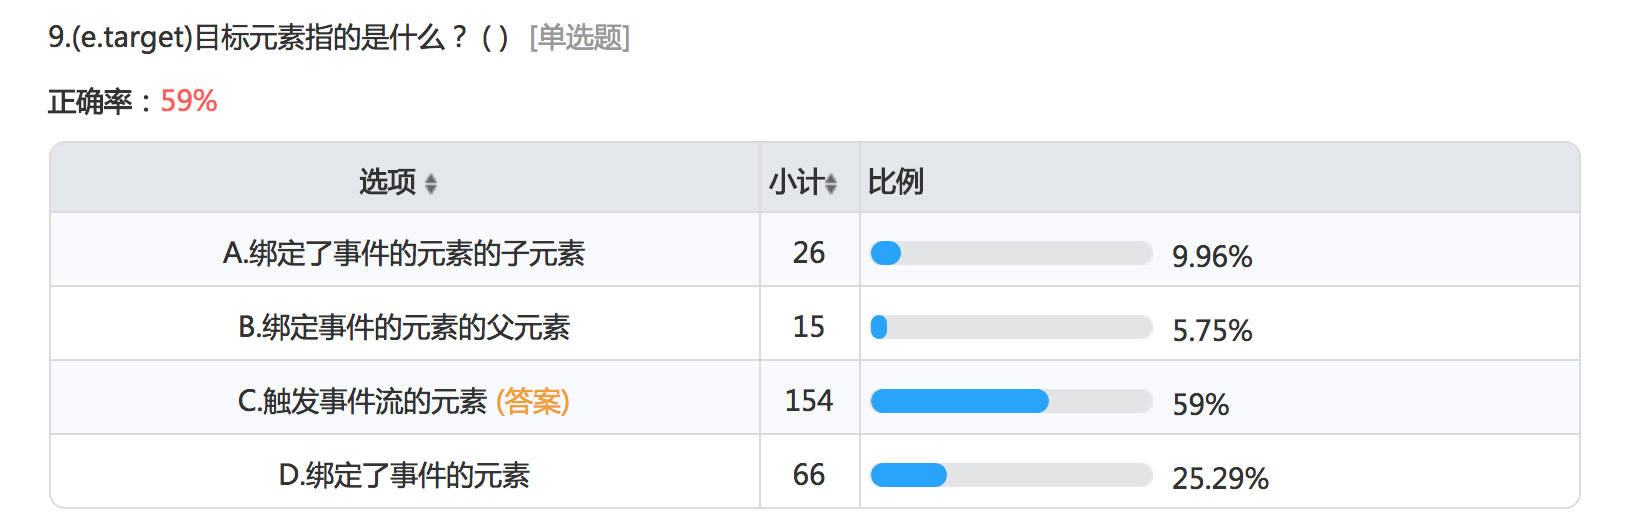 9.(e.target)目标元素指的是什么？( ) [单选题]
正确率：59%
选项 小计 比例
A.绑定了事件的元素的子元素 26 9.96%
B.绑定事件的元素的父元素 15 5.75%
C.触发事件流的元素 (答案) 154 59%
D.绑定了事件的元素 66 25.29%